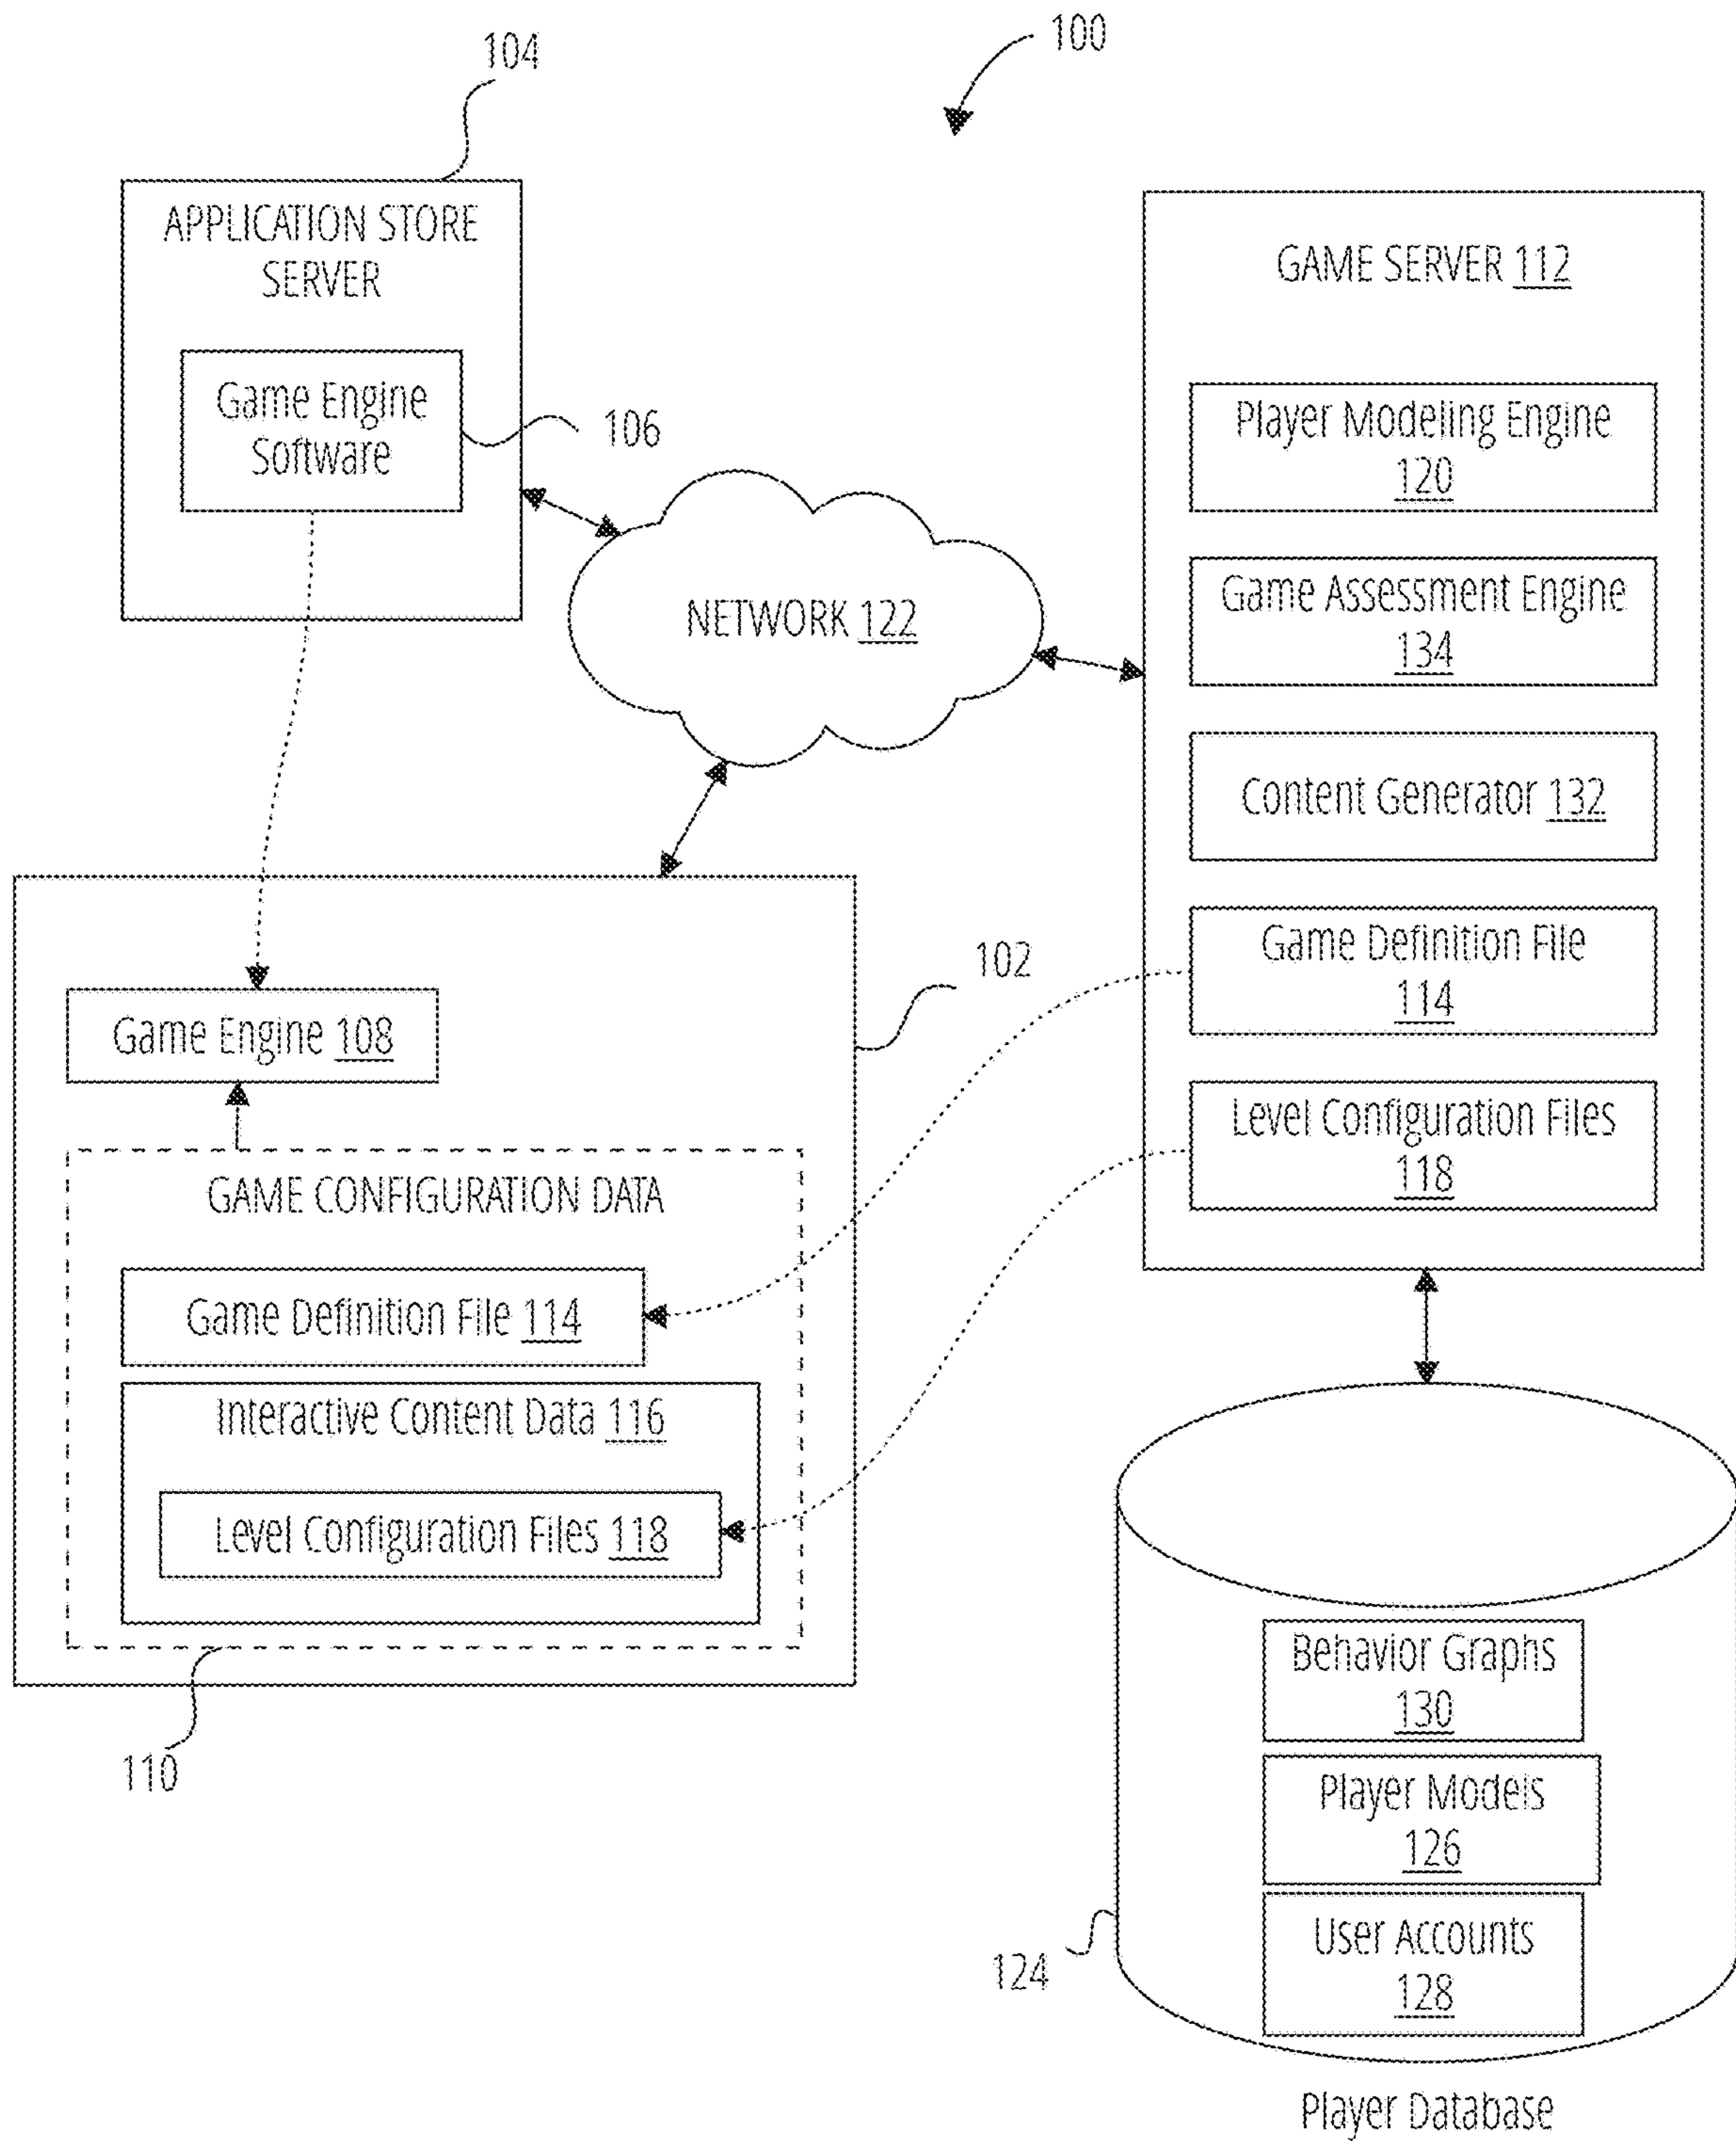 100
104
APPLICATION STORE
SERVER
Game Engine
Software
106
NETWORK 122
GAME SERVER 112
Player Modeling Engine
120
Game Assessment Engine
134
Content Generator 132
Game Definition File
114
Level Configuration Files
118
102
Game Engine 108
GAME CONFIGURATION DATA
Game Definition File 114
Interactive Content Data 116
Level Configuration Files 118
110
Behavior Graphs
130
Player Models
126
User Accounts
128
124
Player Database